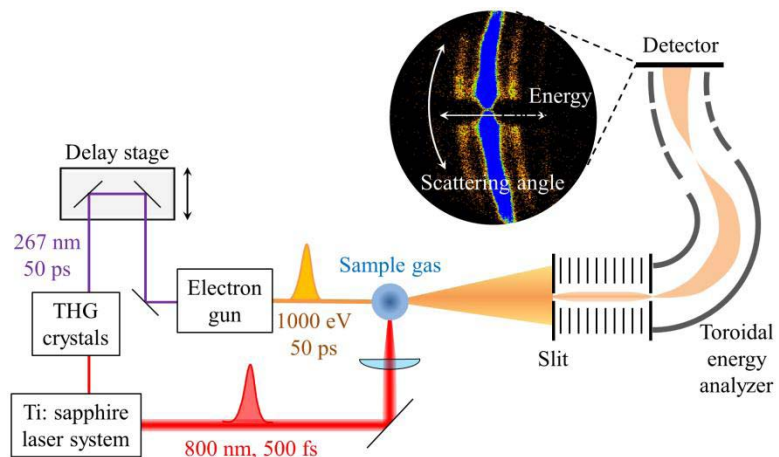 Detector
Energy
Scattering angle
Delay stage
267 nm
50 ps
THG
crystals
Electron
gun
Sample gas
1000 eV
50 ps
Slit
Toroidal
energy
analyzer
Ti: sapphire
laser system
800 nm, 500 fs